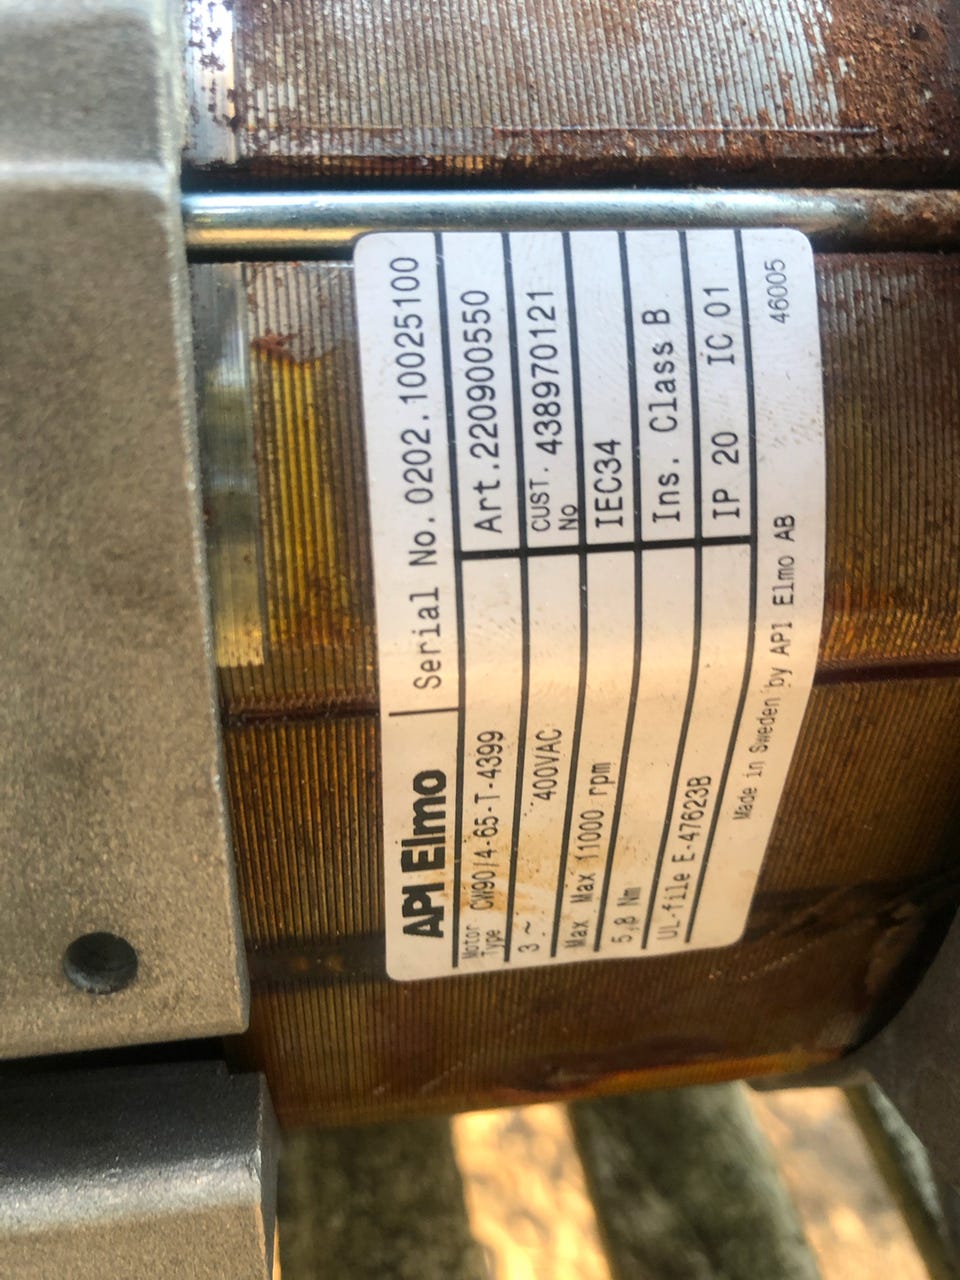 API Elmo Serial No. 0202.10025100
Motor Type CW90/4-65-T-4399 Art.220900550
3 ~ 400VAC CUST. No 438970121
Max Max 11000 rpm IEC34
5,8 Nm Ins. Class B
UL-file E-47623B IP 20 IC 01
Made in Sweden by API Elmo AB 46005